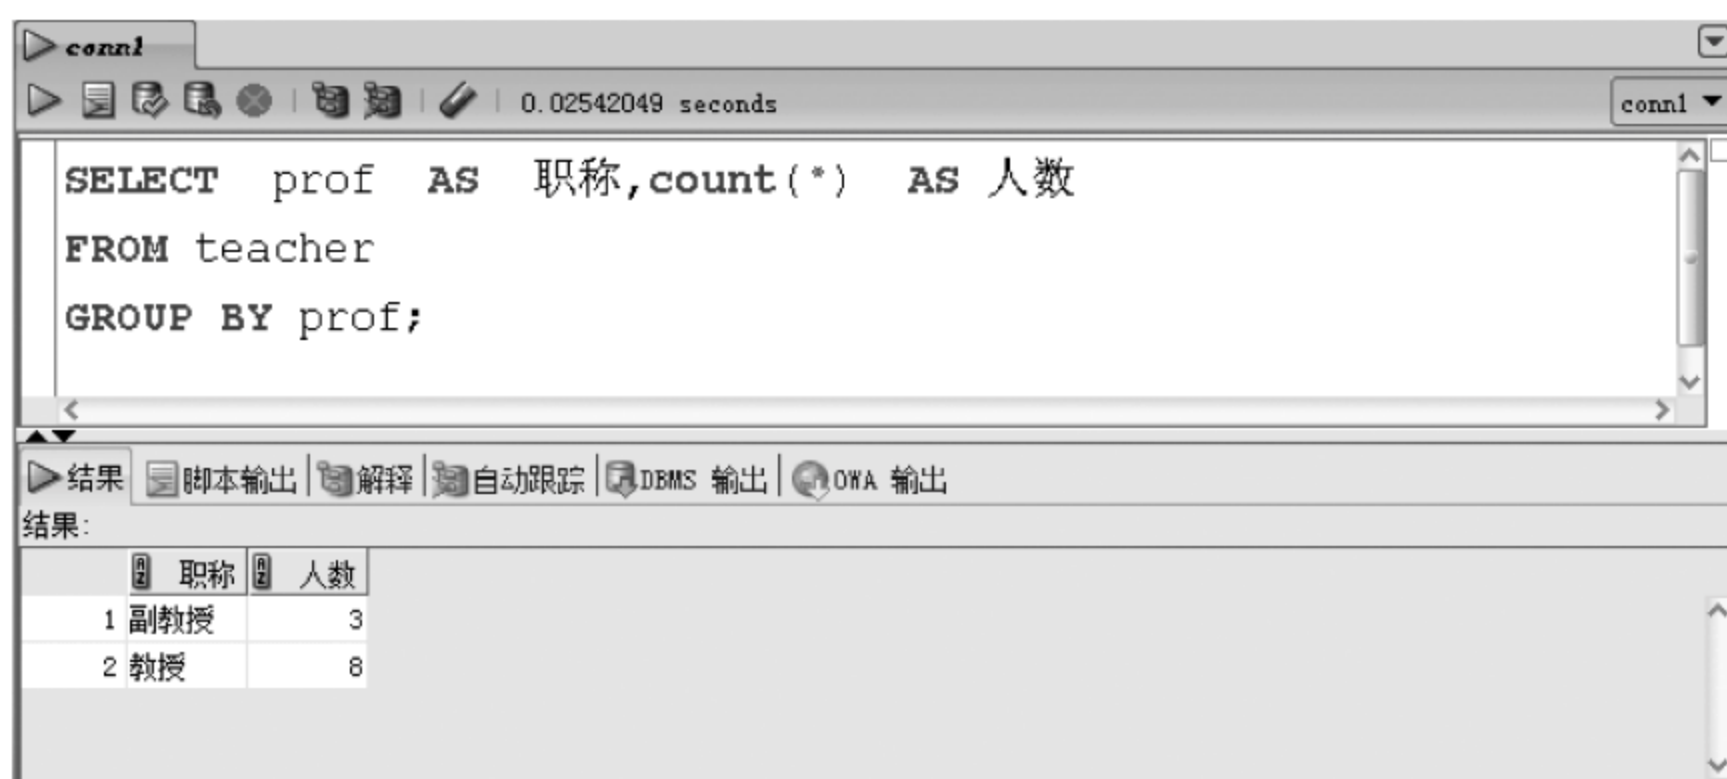 conn1
0.02542049 seconds conn1
SELECT prof AS 职称,count(*) AS 人数
FROM teacher
GROUP BY prof;
结果 脚本输出 解释 自动跟踪 DBMS 输出 OWA 输出
结果:
职称 人数
1 副教授 3
2 教授 8